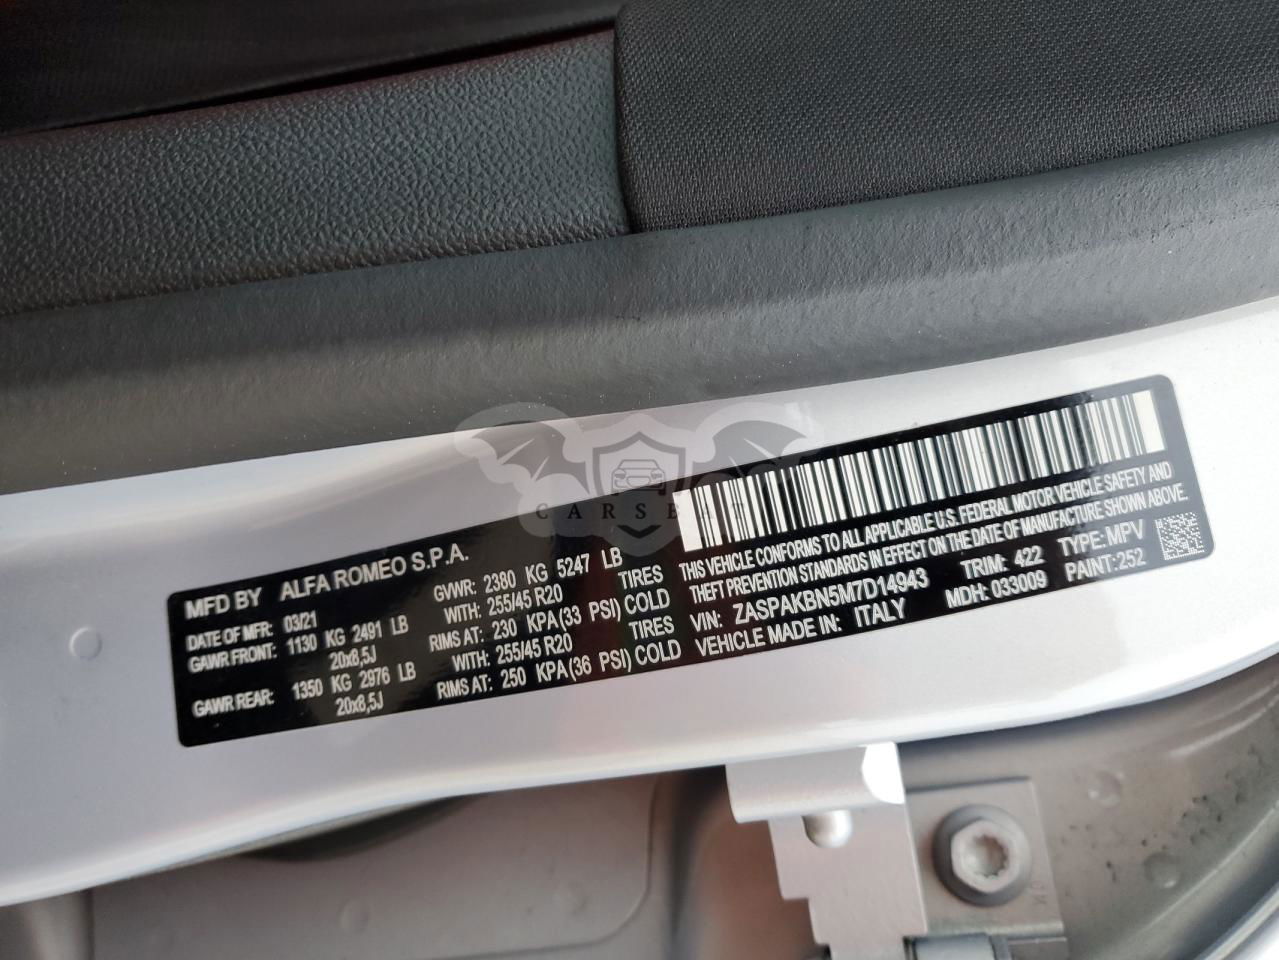 MFD BY ALFA ROMEO S.P.A.
DATE OF MFR: 03/21 GVWR: 2380 KG 5247 LB
GAWR FRONT: 1130 KG 2491 LB WITH: 255/45 R20 TIRES
20x8,5J RIMS AT: 230 KPA(33 PSI) COLD
GAWR REAR: 1350 KG 2976 LB WITH: 255/45 R20 TIRES
20x8,5J RIMS AT: 250 KPA(36 PSI) COLD
THIS VEHICLE CONFORMS TO ALL APPLICABLE U.S. FEDERAL MOTOR VEHICLE SAFETY AND
THEFT PREVENTION STANDARDS IN EFFECT ON THE DATE OF MANUFACTURE SHOWN ABOVE.
VIN: ZASPAKBN5M7D14943 TRIM: 422 TYPE: MPV
VEHICLE MADE IN: ITALY MDH: 033009 PAINT:252